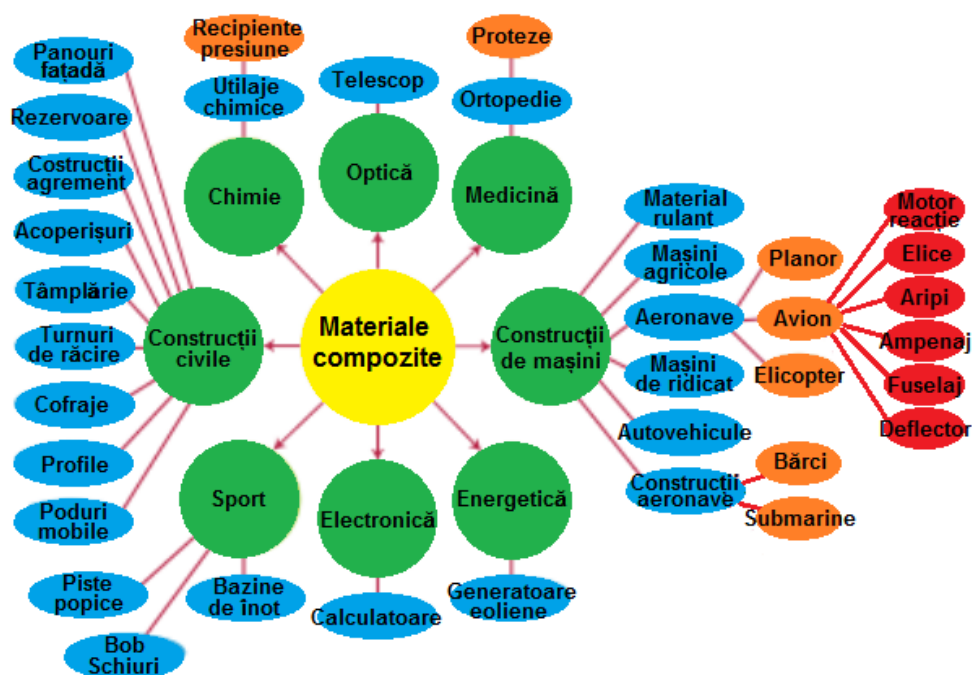 Materiale
compozite
Chimie
Utilaje
chimice
Recipiente
presiune
Optică
Telescop
Medicină
Ortopedie
Proteze
Construcții
de mașini
Material
rulant
Mașini
agricole
Aeronave
Planor
Avion
Motor
reacție
Elice
Aripi
Ampenaj
Fuselaj
Deflector
Elicopter
Mașini
de ridicat
Autovehicule
Construcții
aeronave
Bărci
Submarine
Energetică
Generatoare
eoliene
Electronică
Calculatoare
Sport
Bazine
de înot
Bob
Schiuri
Piste
popice
Construcții
civile
Panouri
fațadă
Rezervoare
Costrucții
agrement
Acoperișuri
Tâmplărie
Turnuri
de răcire
Cofraje
Profile
Poduri
mobile